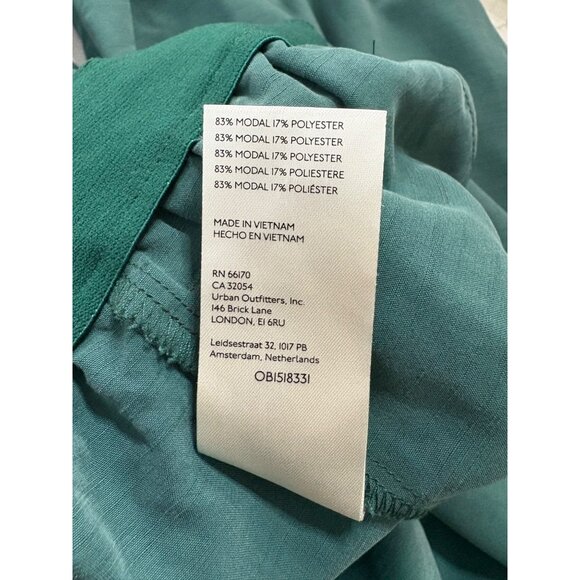 83% MODAL 17% POLYESTER
83% MODAL 17% POLYESTER
83% MODAL 17% POLYESTER
83% MODAL 17% POLIESTERE
83% MODAL 17% POLIÉSTER
MADE IN VIETNAM
HECHO EN VIETNAM
RN 66170
CA 32054
Urban Outfitters, Inc.
146 Brick Lane
LONDON, E1 6RU
Leidsestraat 32, 1017 PB
Amsterdam, Netherlands
OB1518331